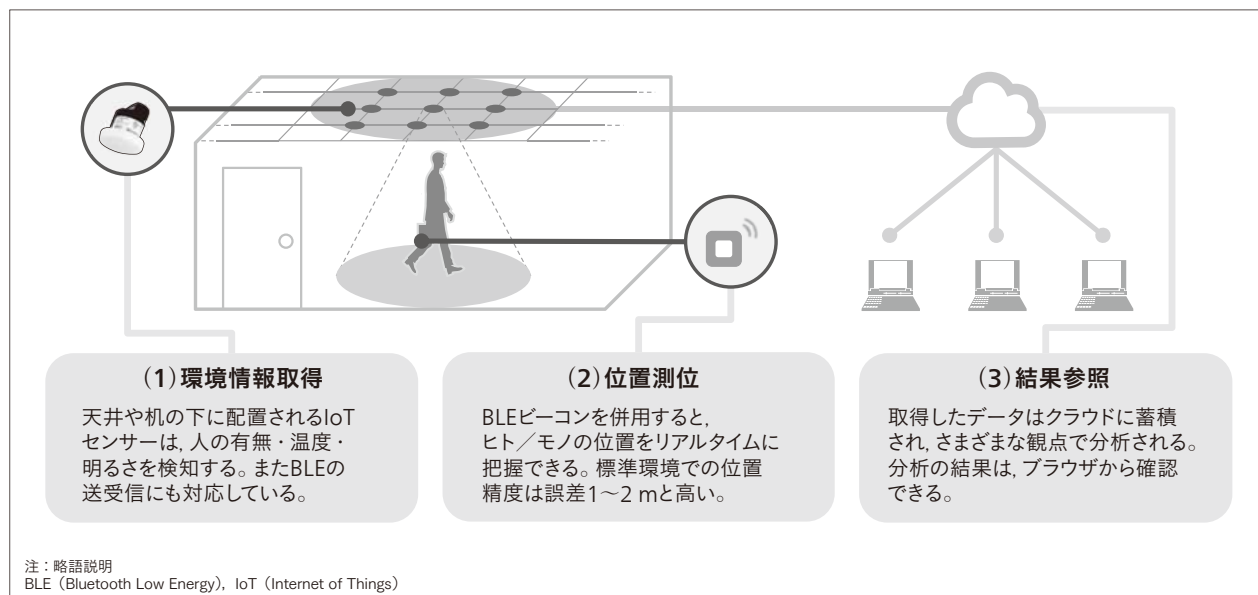 (1)環境情報取得
天井や机の下に配置されるIoT
センサーは, 人の有無・温度・
明るさを検知する。またBLEの
送受信にも対応している。
(2)位置測位
BLEビーコンを併用すると,
ヒト／モノの位置をリアルタイムに
把握できる。標準環境での位置
精度は誤差1〜2 mと高い。
(3)結果参照
取得したデータはクラウドに蓄積
され, さまざまな観点で分析される。
分析の結果は, ブラウザから確認
できる。
注：略語説明
BLE（Bluetooth Low Energy）, IoT（Internet of Things）